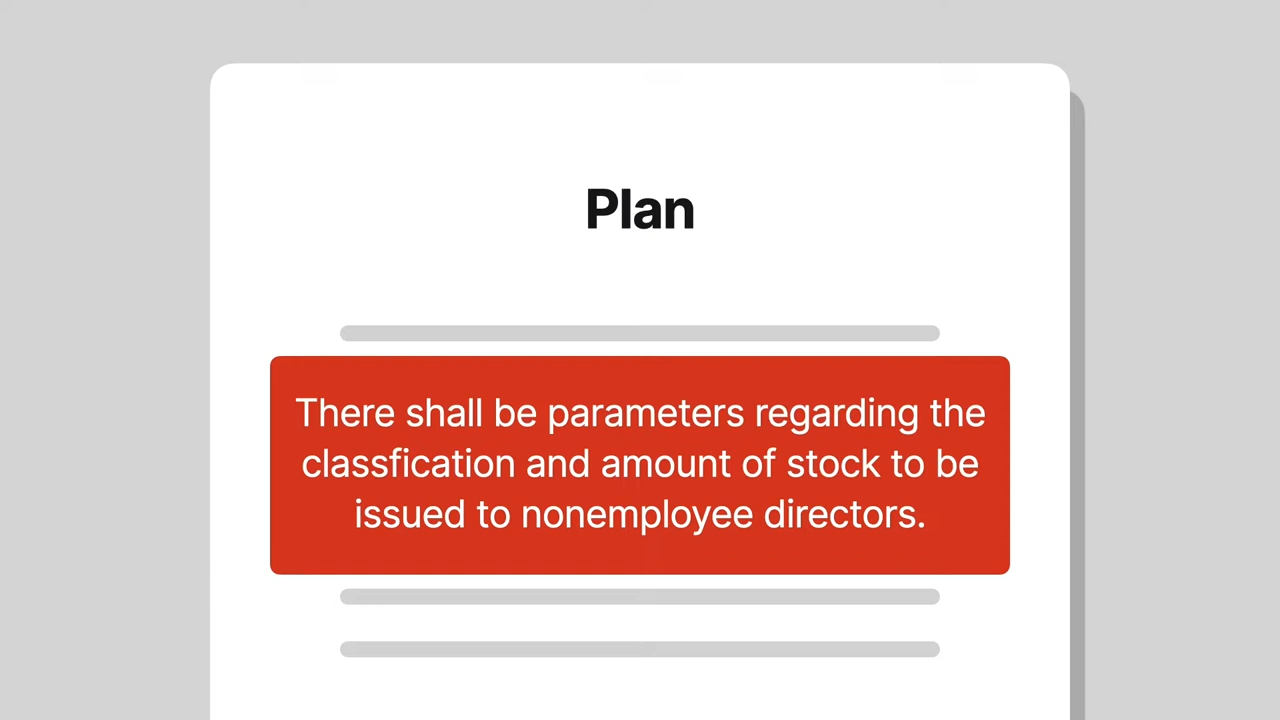 Plan
There shall be parameters regarding the
classfication and amount of stock to be
issued to nonemployee directors.